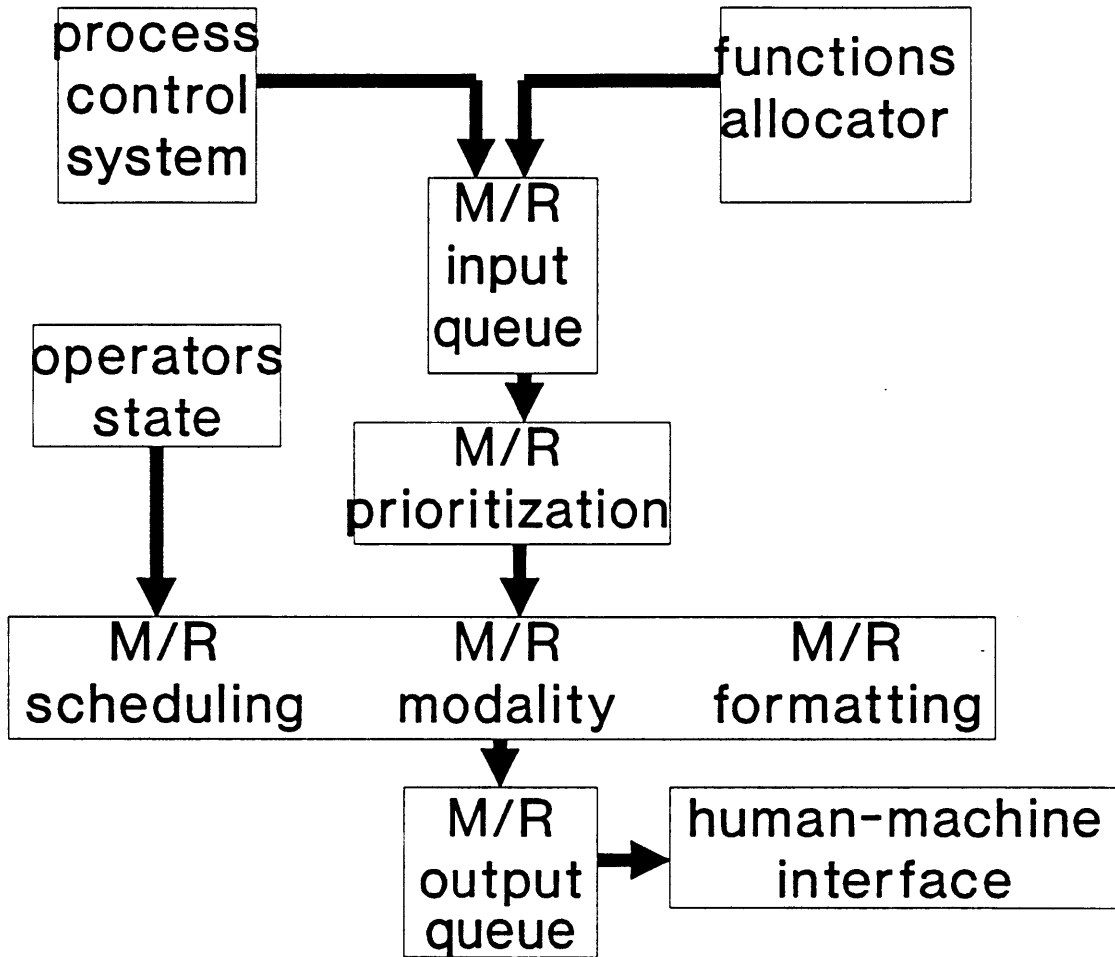 process
control
system
functions
allocator
M/R
input
queue
operators
state
M/R
prioritization
M/R
scheduling
M/R
modality
M/R
formatting
M/R
output
queue
human-machine
interface